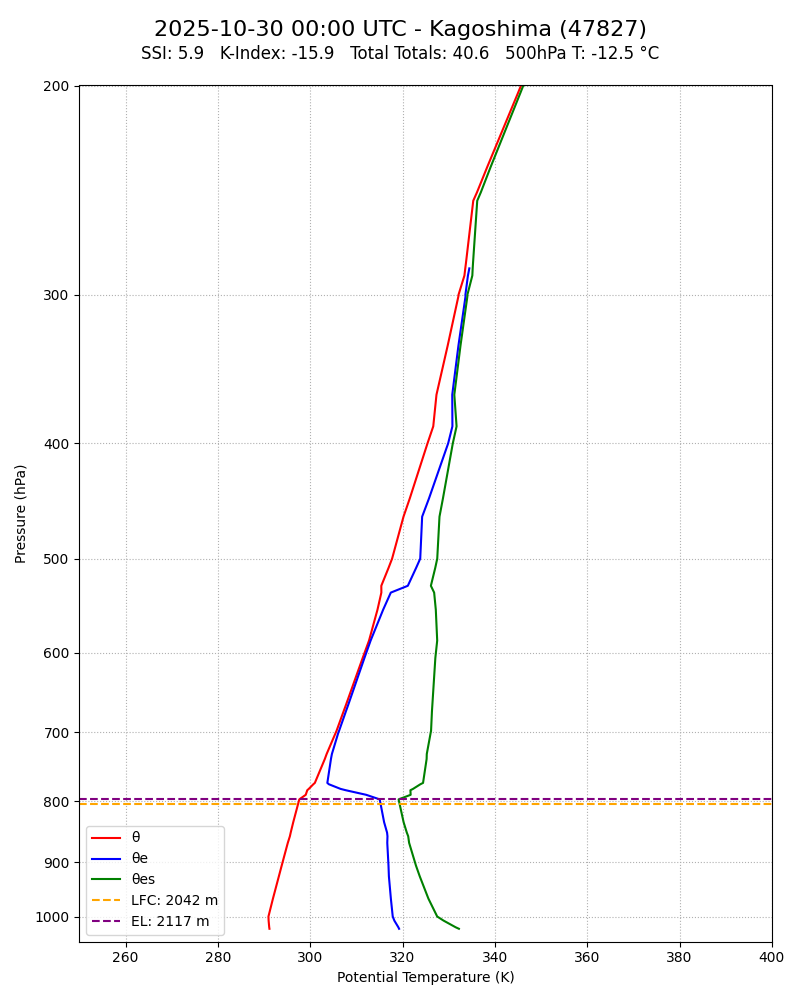 2025-10-30 00:00 UTC - Kagoshima (47827)
SSI: 5.9   K-Index: -15.9   Total Totals: 40.6   500hPa T: -12.5 °C
200
300
400
500
600
700
800
900
1000
Pressure (hPa)
θ
θe
θes
LFC: 2042 m
EL: 2117 m
260 280 300 320 340 360 380 400
Potential Temperature (K)